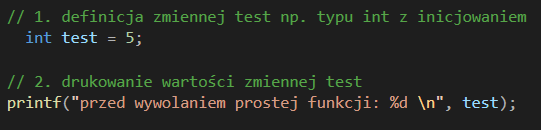 // 1. definicja zmiennej test np. typu int z inicjowaniem
int test = 5;
// 2. drukowanie wartości zmiennej test
printf("przed wywolaniem prostej funkcji: %d \n", test);